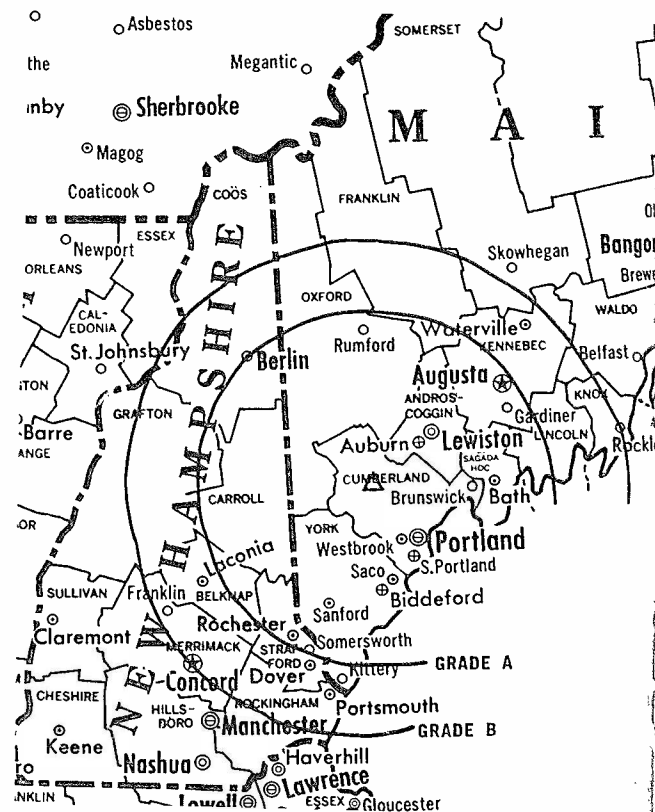 Asbestos
SOMERSET
the
Megantic
nby
Sherbrooke
M A I
Magog
Coaticook
COÖS
FRANKLIN
ESSEX
Newport
Skowhegan
Bangor
ORLEANS
Brewe
OXFORD
WALDO
CAL-
EDONIA
Rumford
Waterville
KENNEBEC
St. Johnsbury
Berlin
Belfast
Augusta
KNOX
ANDROS-
COGGIN
GRAFTON
Gardiner
Barre
Auburn
Lewiston
LINCOLN
Rockl
ANGE
SAGADA
HOC
CUMBERLAND
Brunswick
Bath
CARROLL
NEW HAMPSHIRE
YORK
Westbrook
Portland
S. Portland
Laconia
Saco
SULLIVAN
Franklin
BELKNAP
Biddeford
Sanford
Claremont
Rochester
Somersworth
MERRIMACK
STRAF-
FORD
GRADE A
Concord
Dover
Kittery
CHESHIRE
HILLS-
BORO
ROCKINGHAM
Portsmouth
Manchester
GRADE B
Keene
Nashua
Haverhill
Lawrence
NKLIN
Lowell
ESSEX
Gloucester